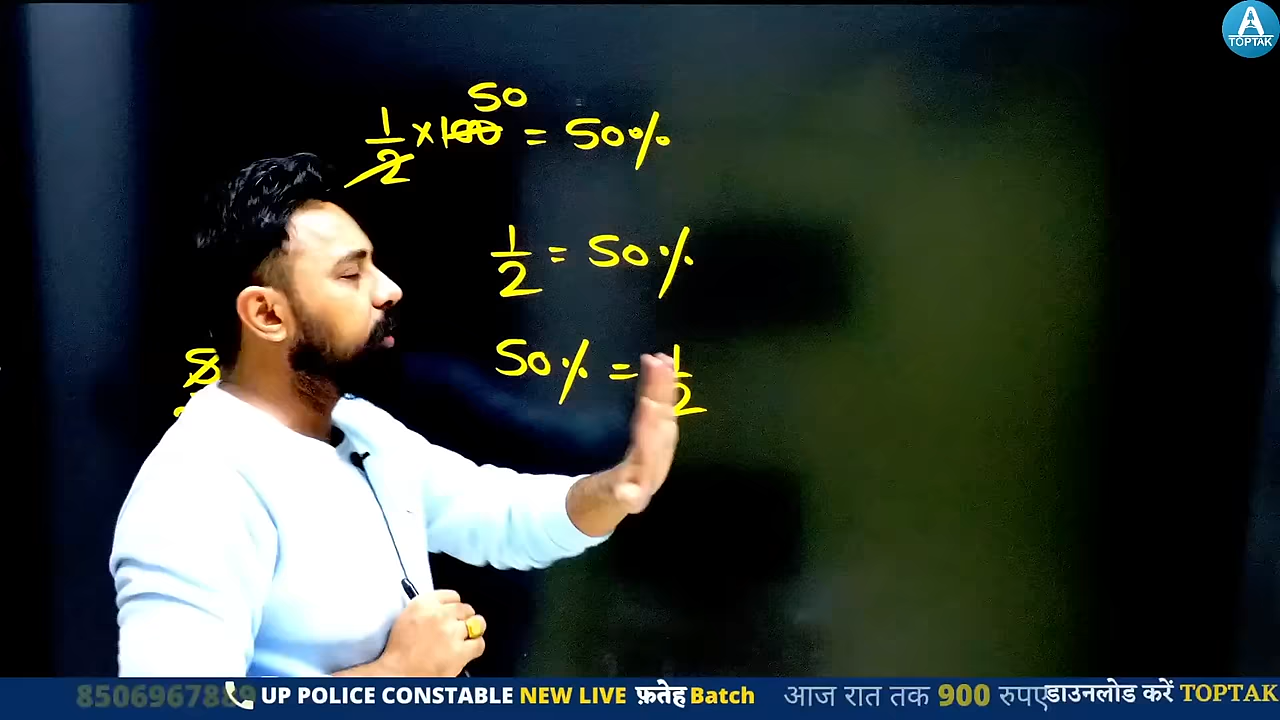 A
TOPTAK
50
1/2 × 100 = 50%
1/2 = 50%
50% = 1/2
8
UP POLICE CONSTABLE NEW LIVE फ़तेह Batch आज रात तक 900 रुपए डाउनलोड करें TOPTAK